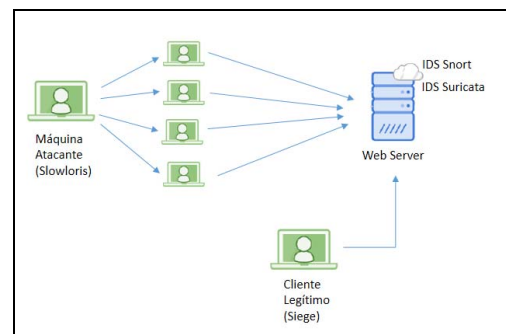 IDS Snort
IDS Suricata
Máquina
Atacante
(Slowloris)
Web Server
Cliente
Legítimo
(Siege)